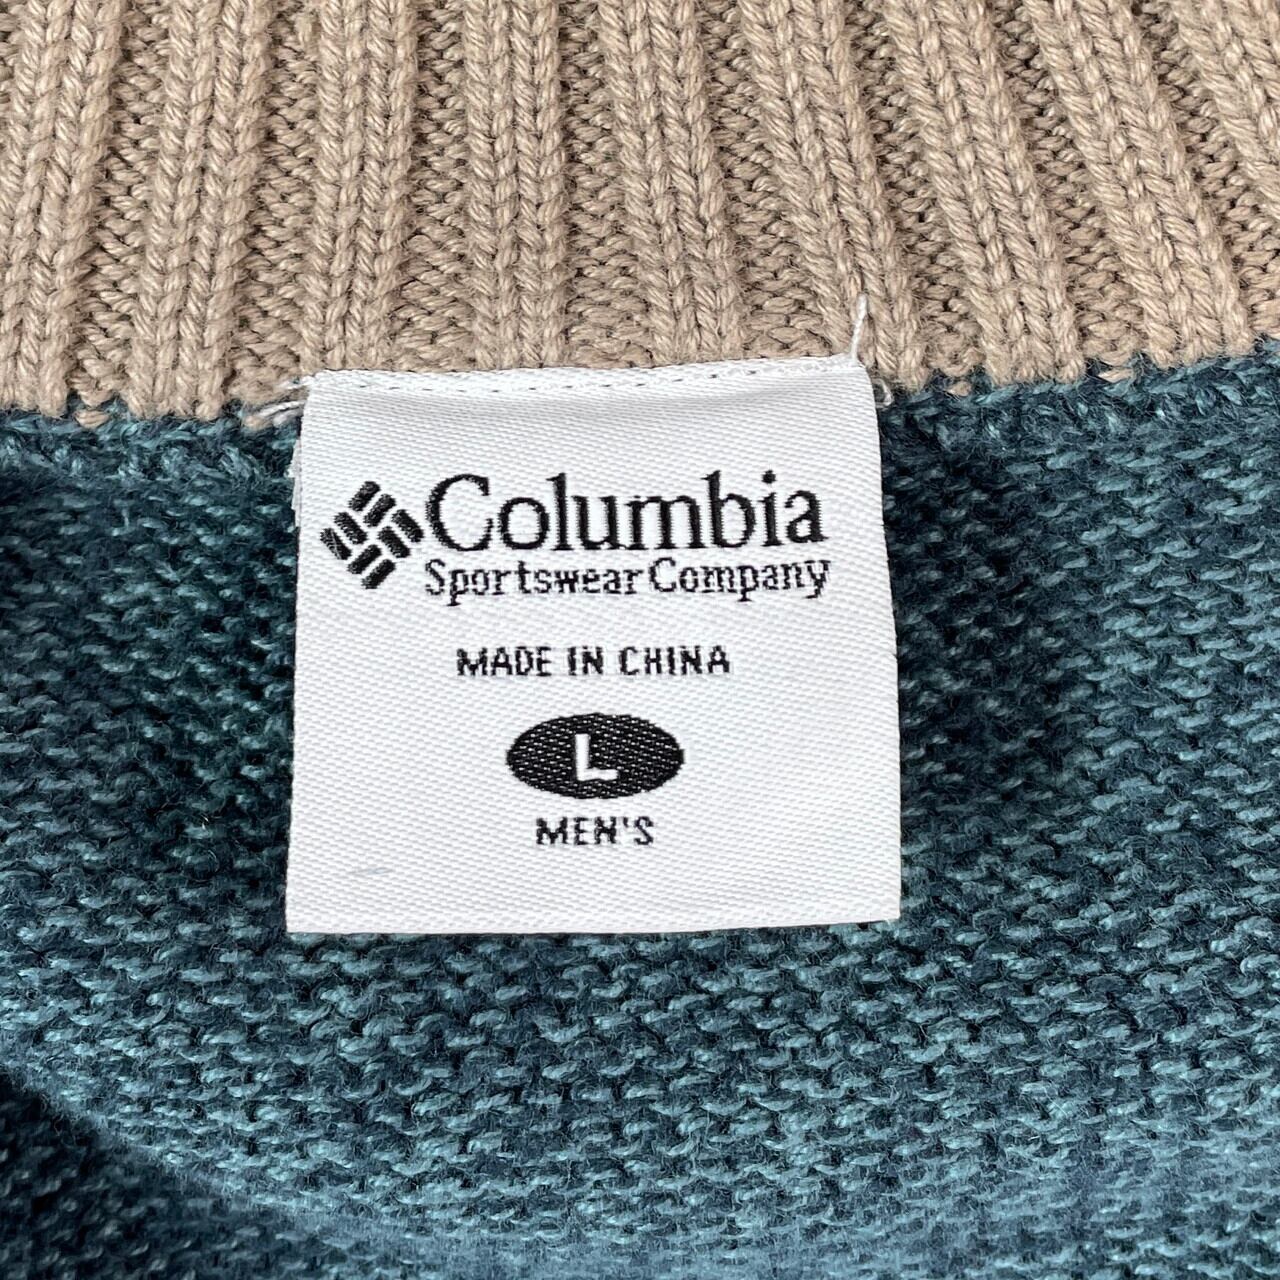 Columbia
Sportswear Company
MADE IN CHINA
L
MEN'S